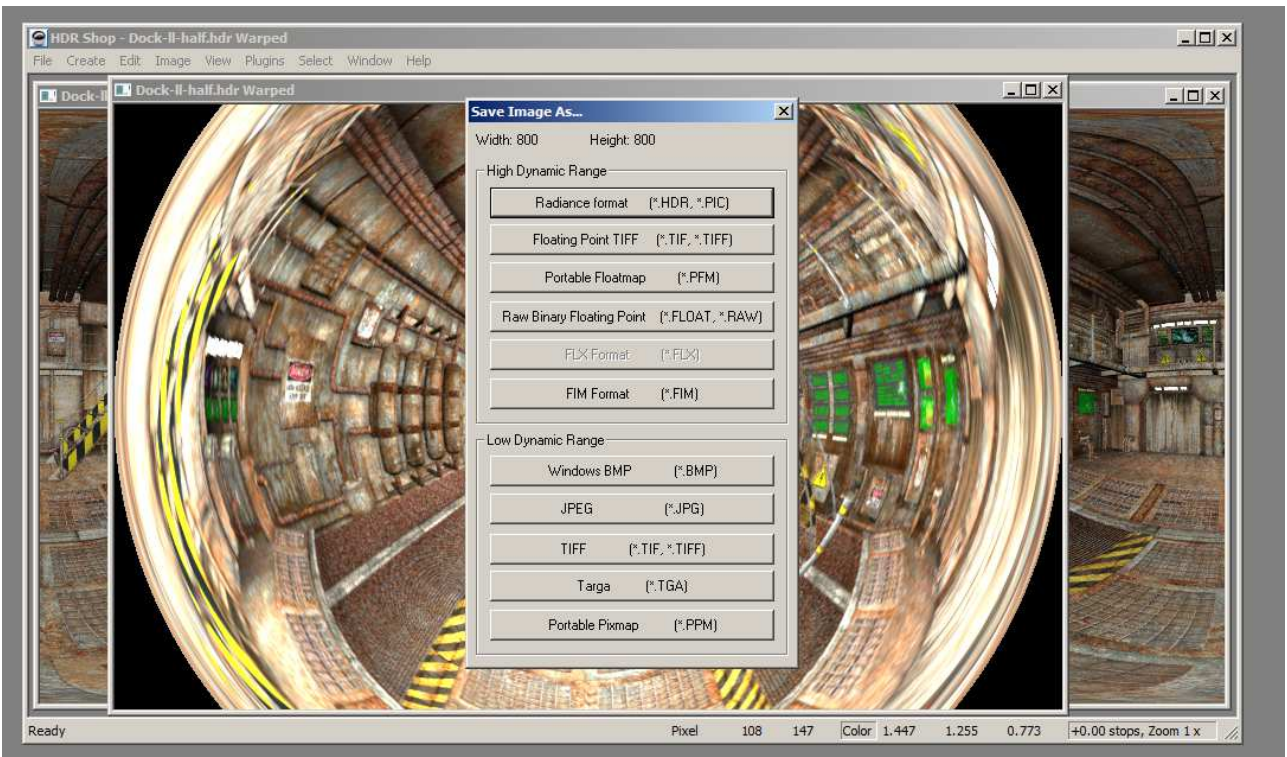 HDR Shop - Dock-ll-half.hdr Warped
File Create Edit Image View Plugins Select Window Help
Dock-ll
Dock-ll-half.hdr Warped
Save Image As...
Width: 800 Height: 800
High Dynamic Range
Radiance format (*.HDR, *.PIC)
Floating Point TIFF (*.TIF, *.TIFF)
Portable Floatmap (*.PFM)
Raw Binary Floating Point (*.FLOAT, *.RAW)
FLX Format (*.FLX)
FIM Format (*.FIM)
Low Dynamic Range
Windows BMP (*.BMP)
JPEG (*.JPG)
TIFF (*.TIF, *.TIFF)
Targa (*.TGA)
Portable Pixmap (*.PPM)
Ready Pixel 108 147 Color 1.447 1.255 0.773 +0.00 stops, Zoom 1 x